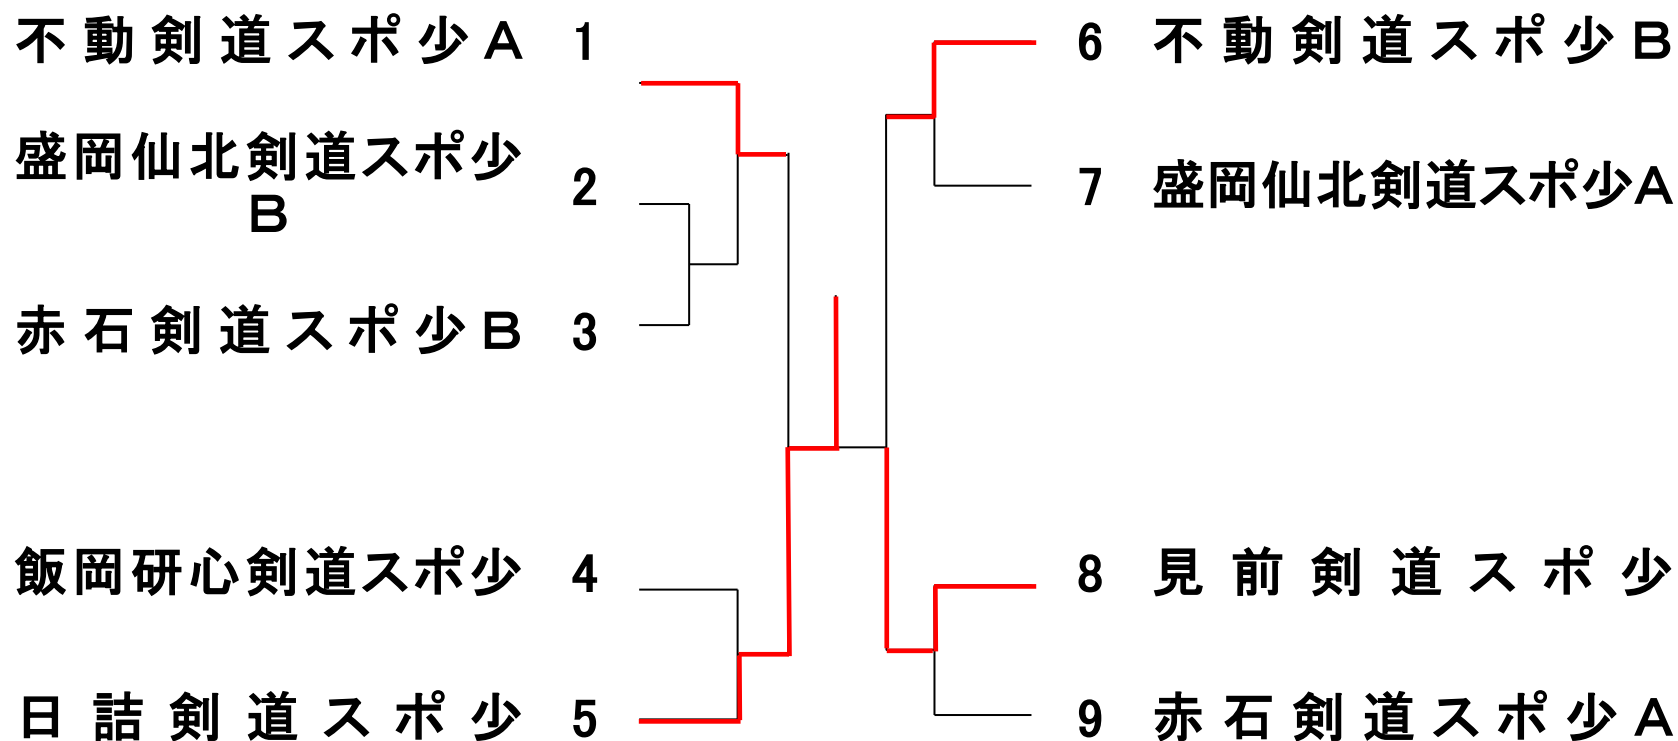 不動剣道スポ少A 1
盛岡仙北剣道スポ少
B 2
赤石剣道スポ少B 3
飯岡研心剣道スポ少 4
日詰剣道スポ少 5
6 不動剣道スポ少B
7 盛岡仙北剣道スポ少A
8 見前剣道スポ少
9 赤石剣道スポ少A